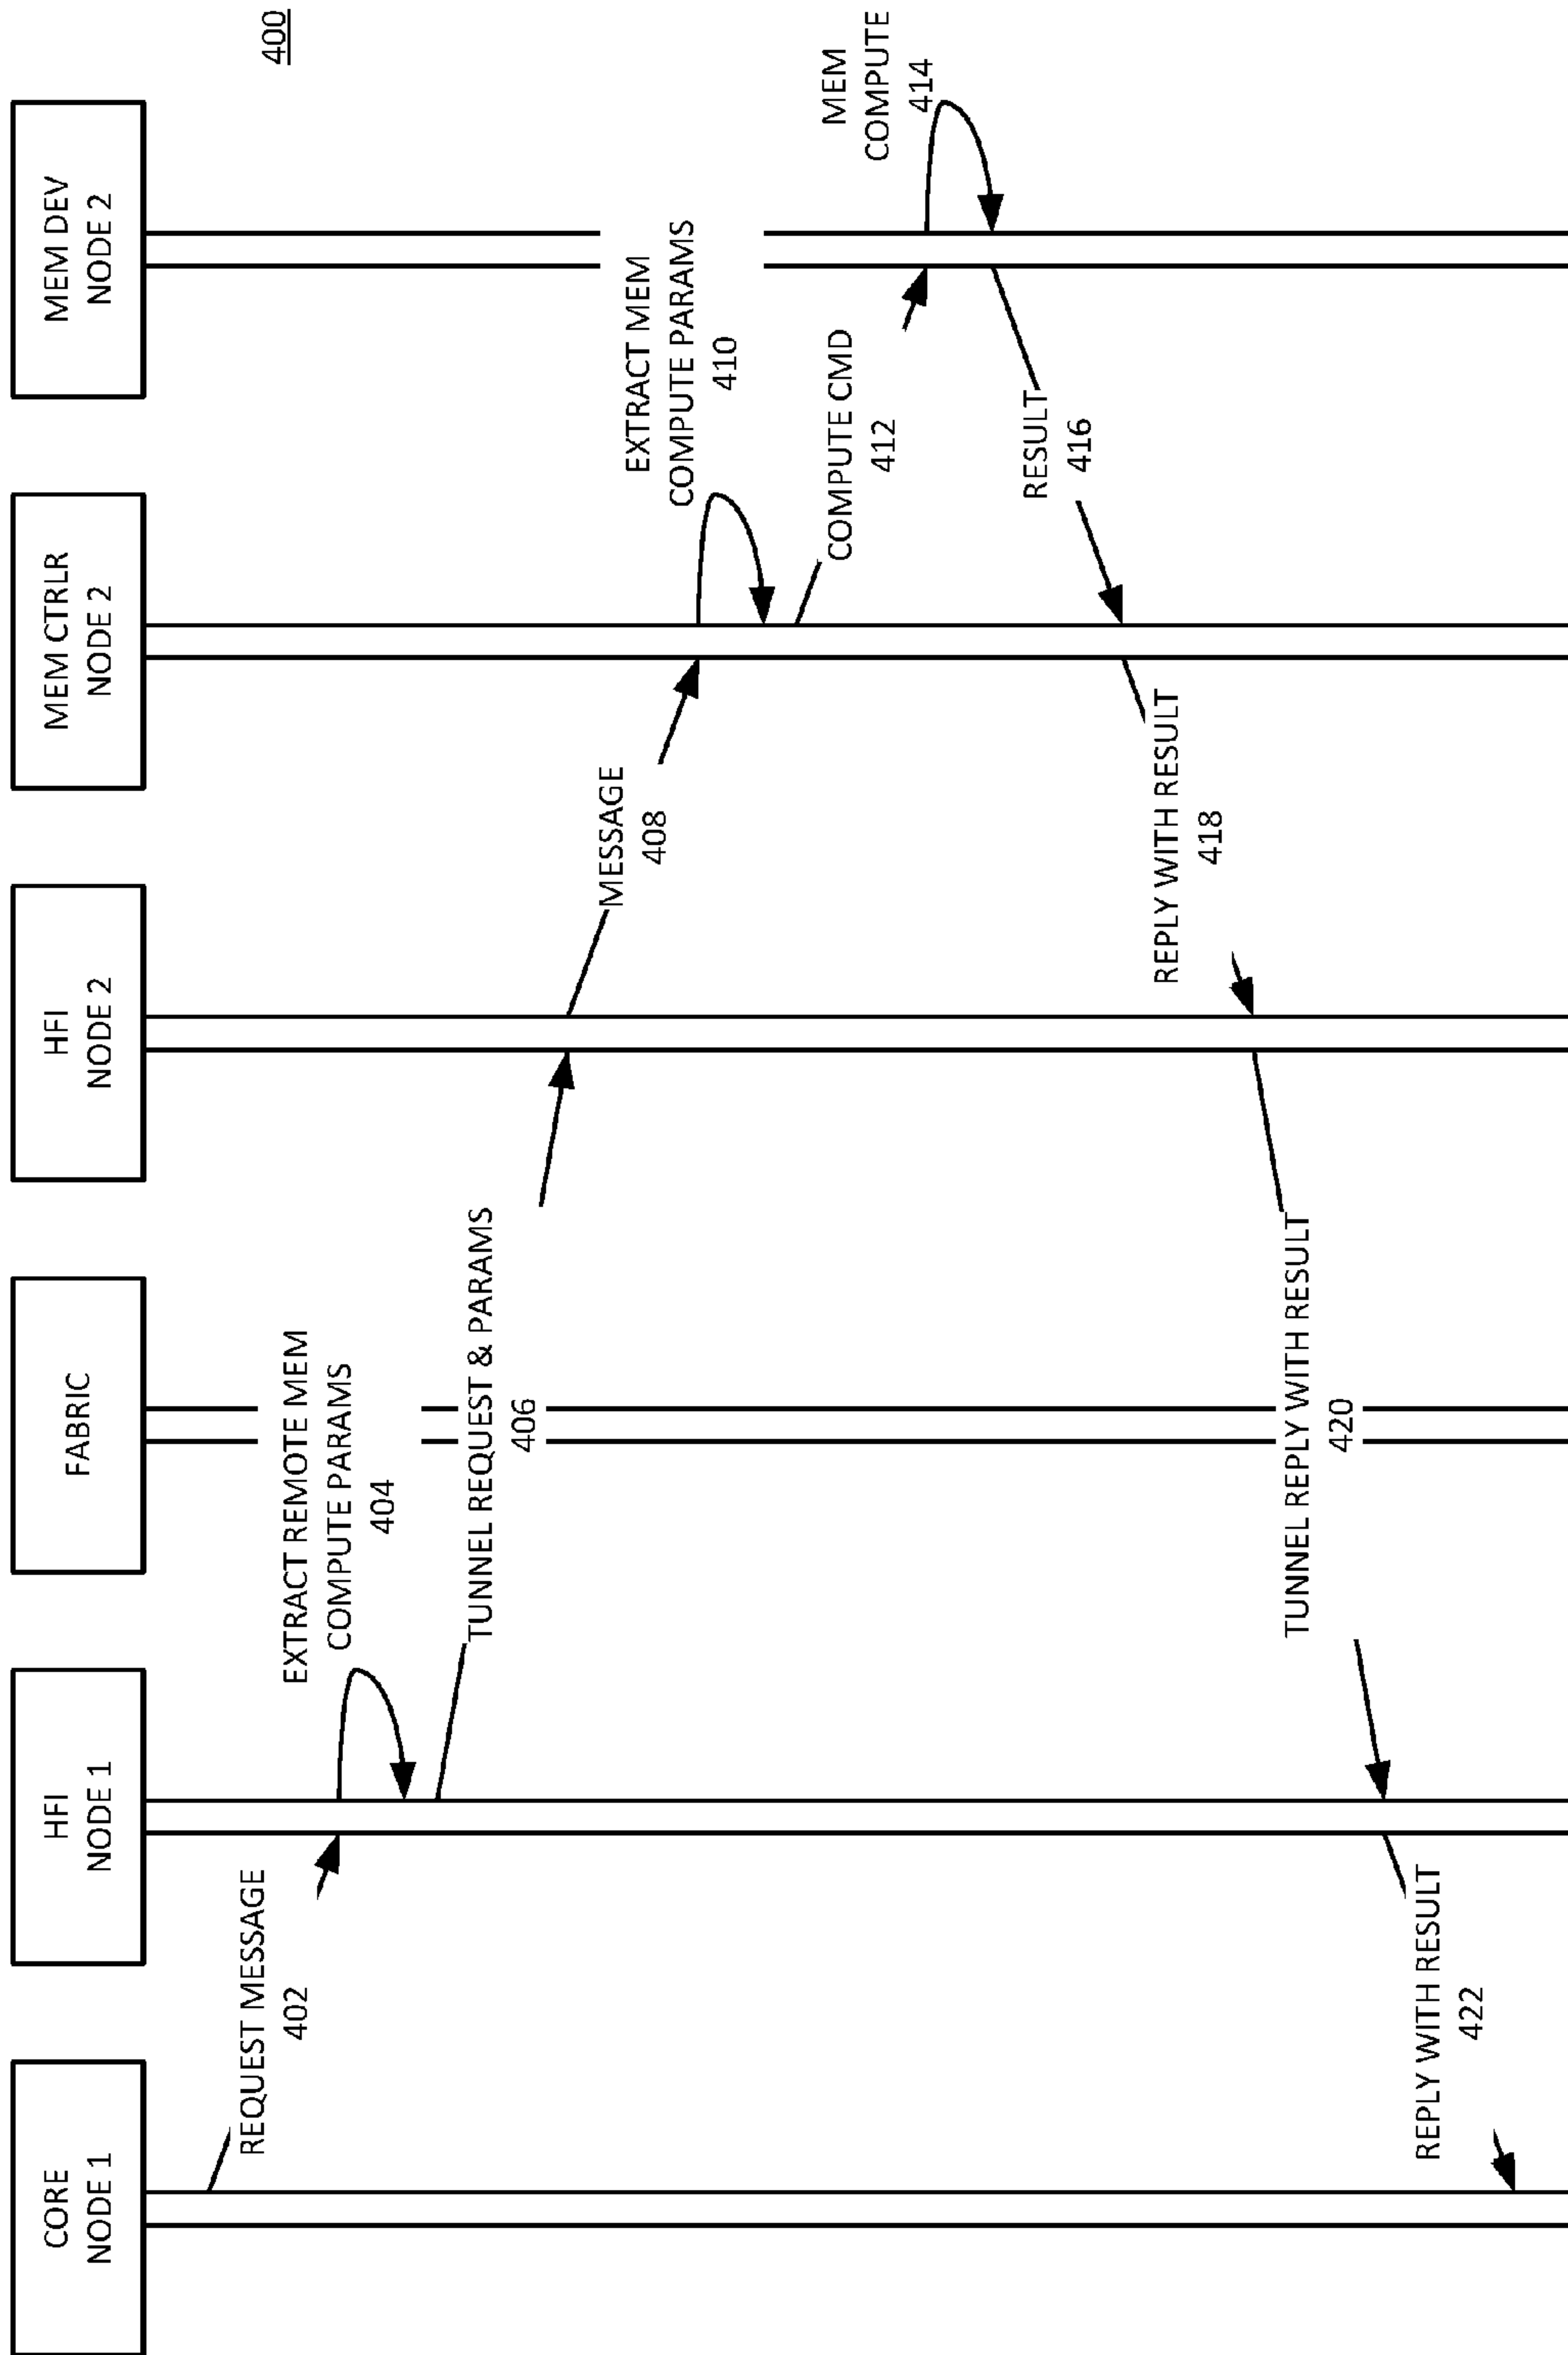 400
CORE
NODE 1
HFI
NODE 1
FABRIC
HFI
NODE 2
MEM CTRLR
NODE 2
MEM DEV
NODE 2
REQUEST MESSAGE
402
EXTRACT REMOTE MEM
COMPUTE PARAMS
404
TUNNEL REQUEST & PARAMS
406
MESSAGE
408
EXTRACT MEM
COMPUTE PARAMS
410
COMPUTE CMD
412
MEM
COMPUTE
414
RESULT
416
REPLY WITH RESULT
418
TUNNEL REPLY WITH RESULT
420
REPLY WITH RESULT
422